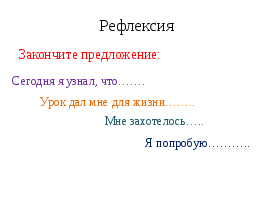 Рефлексия
Закончите предложение:
Сегодня я узнал, что…….
Урок дал мне для жизни……..
Мне захотелось…..
Я попробую………..